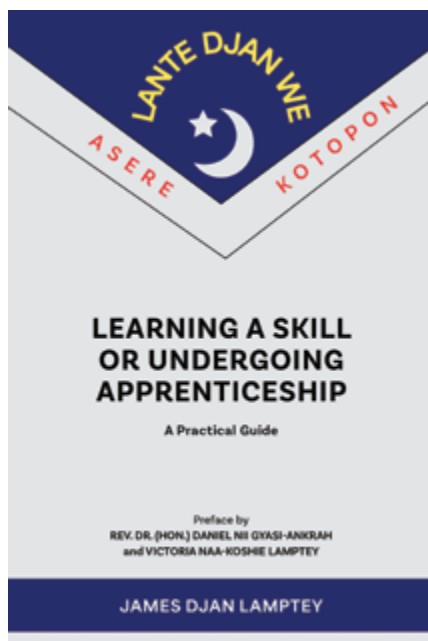 LANTE DJAN WE
ASERE
KOTOPON
LEARNING A SKILL
OR UNDERGOING
APPRENTICESHIP
A Practical Guide
Preface by
REV. DR. (HON.) DANIEL NII GYASI-ANKRAH
and VICTORIA NAA-KOSHIE LAMPTEY
JAMES DJAN LAMPTEY